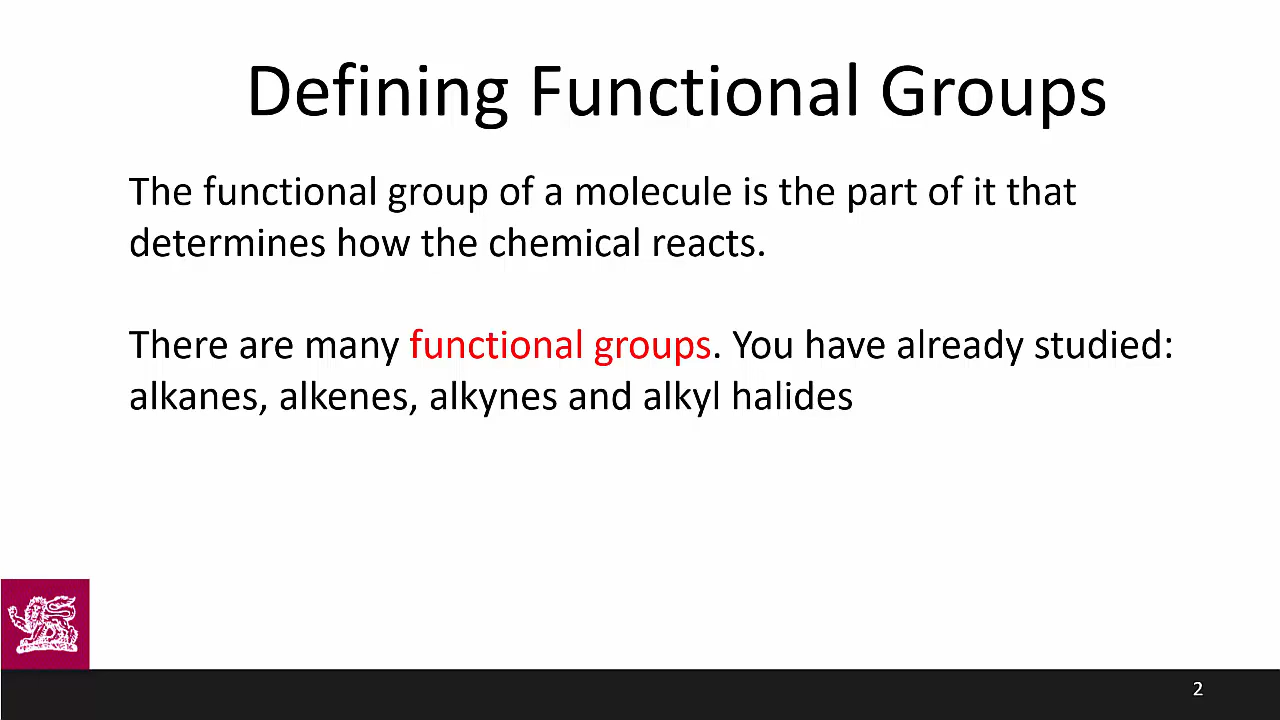 Defining Functional Groups
The functional group of a molecule is the part of it that
determines how the chemical reacts.
There are many functional groups. You have already studied:
alkanes, alkenes, alkynes and alkyl halides
2